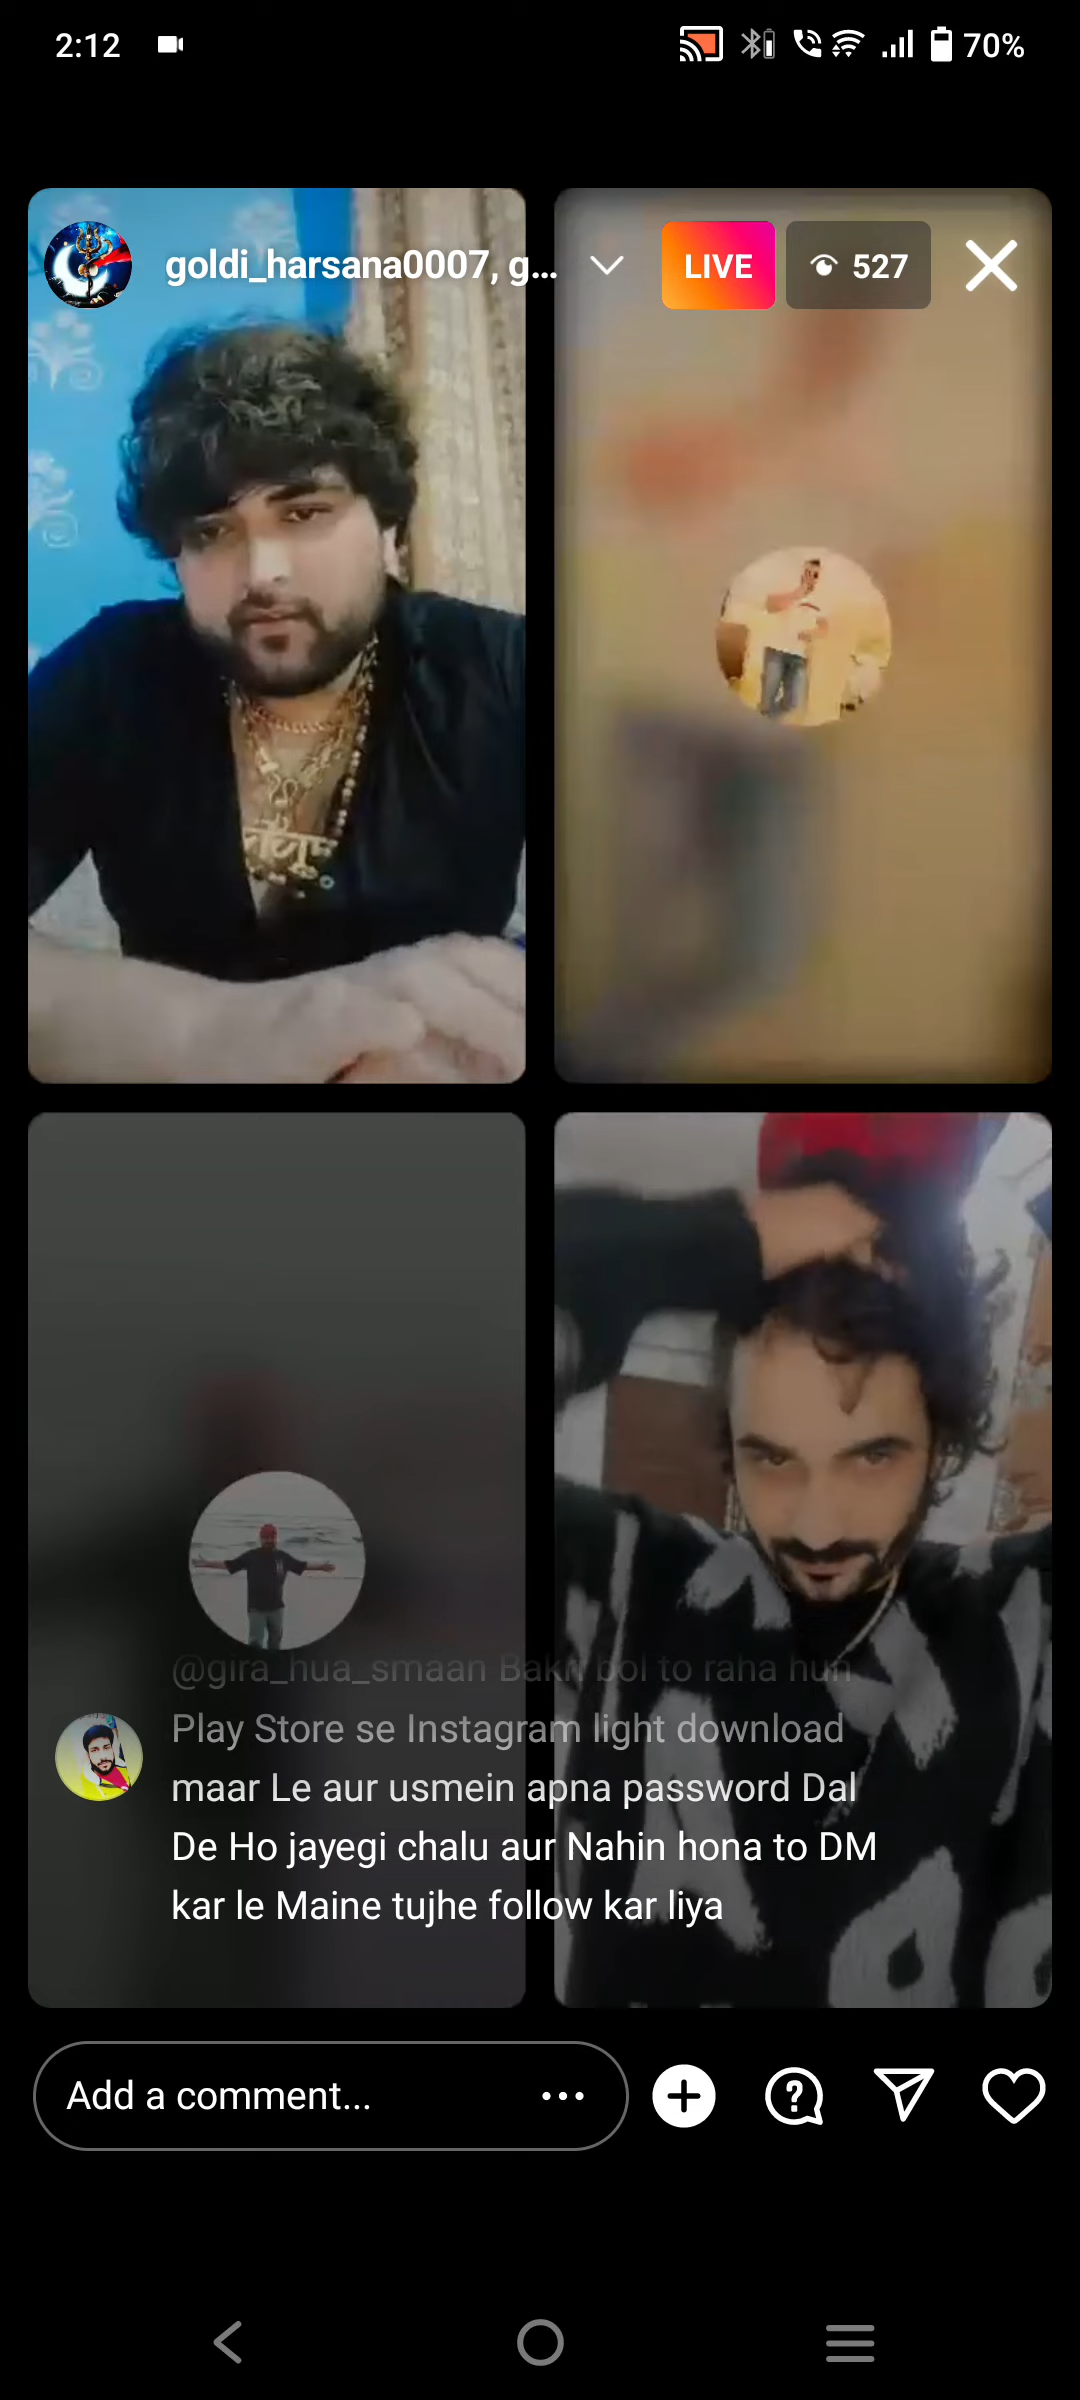 2:12
70%
goldi_harsana0007, g...
LIVE
527
@gira_hua_smaan Bakri bol to raha hun
Play Store se Instagram light download
maar Le aur usmein apna password Dal
De Ho jayegi chalu aur Nahin hona to DM
kar le Maine tujhe follow kar liya
Add a comment...